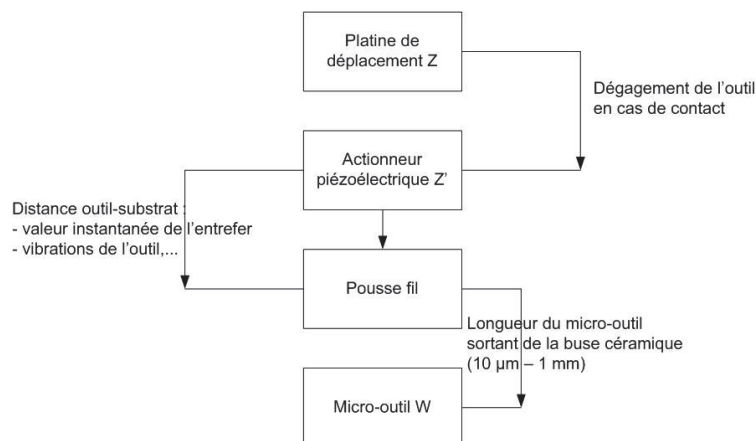 Platine de
déplacement Z
Dégagement de l'outil
en cas de contact
Actionneur
piézoélectrique Z'
Distance outil-substrat :
- valeur instantanée de l'entrefer
- vibrations de l'outil,...
Pousse fil
Longueur du micro-outil
sortant de la buse céramique
(10 µm – 1 mm)
Micro-outil W